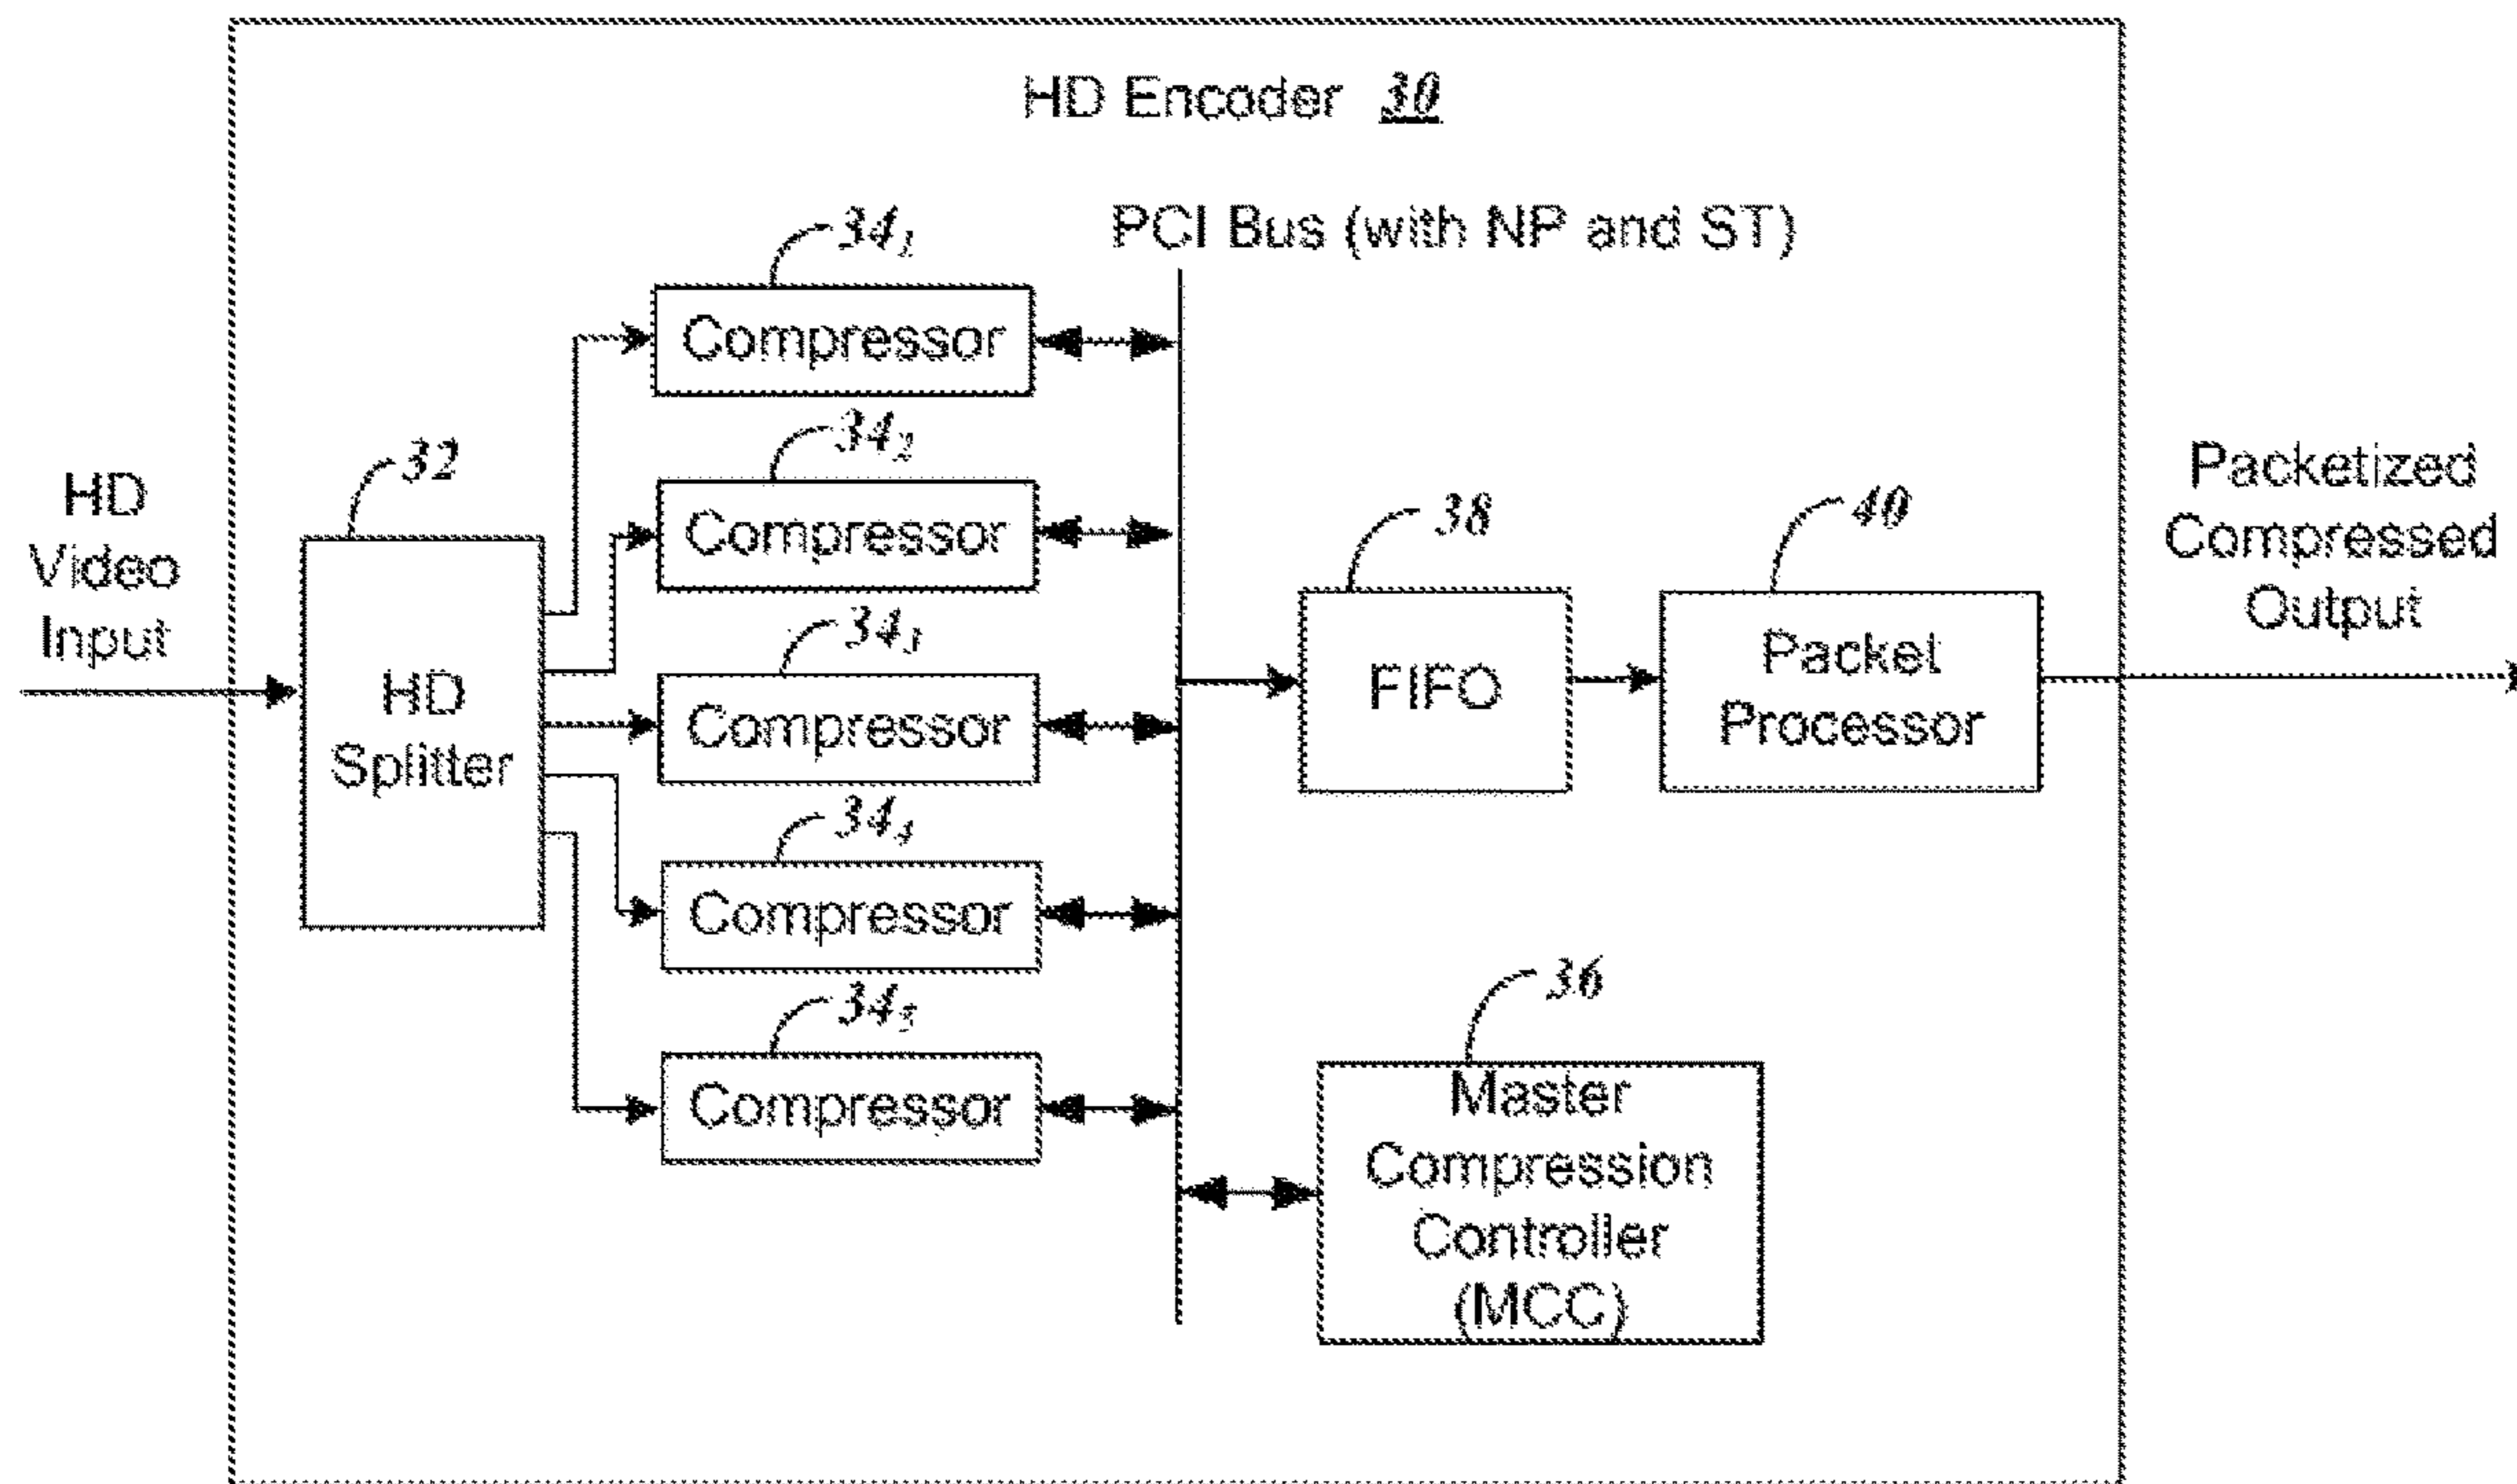 HD Encoder 30
PCI Bus (with NP and ST)
HD
Video
Input
32
HD
Splitter
34₁
Compressor
34₂
Compressor
34₃
Compressor
34₄
Compressor
34₅
Compressor
38
FIFO
40
Packet
Processor
36
Master
Compression
Controller
(MCC)
Packetized
Compressed
Output